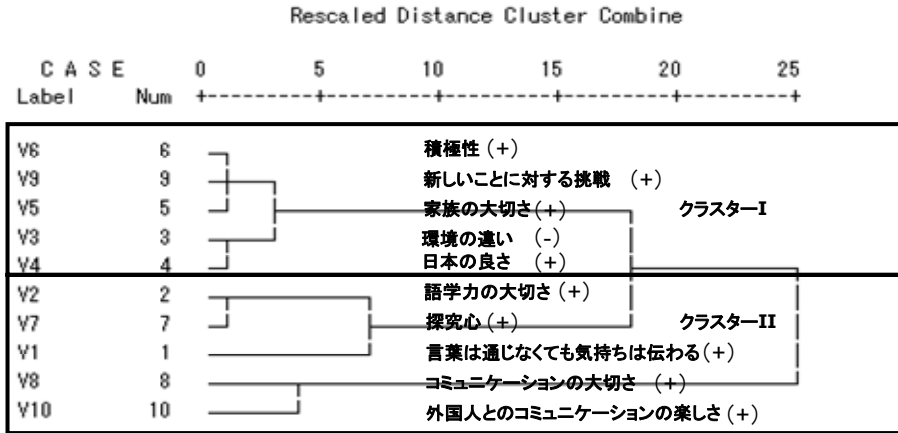 Rescaled Distance Cluster Combine
C A S E 0 5 10 15 20 25
Label Num +---------+---------+---------+---------+---------+
V6 6 積極性(+)
V9 9 新しいことに対する挑戦 (+)
V5 5 家族の大切さ(+) クラスターI
V3 3 環境の違い (-)
V4 4 日本の良さ (+)
V2 2 語学力の大切さ(+)
V7 7 探究心(+) クラスターII
V1 1 言葉は通じなくても気持ちは伝わる(+)
V8 8 コミュニケーションの大切さ (+)
V10 10 外国人とのコミュニケーションの楽しさ(+)